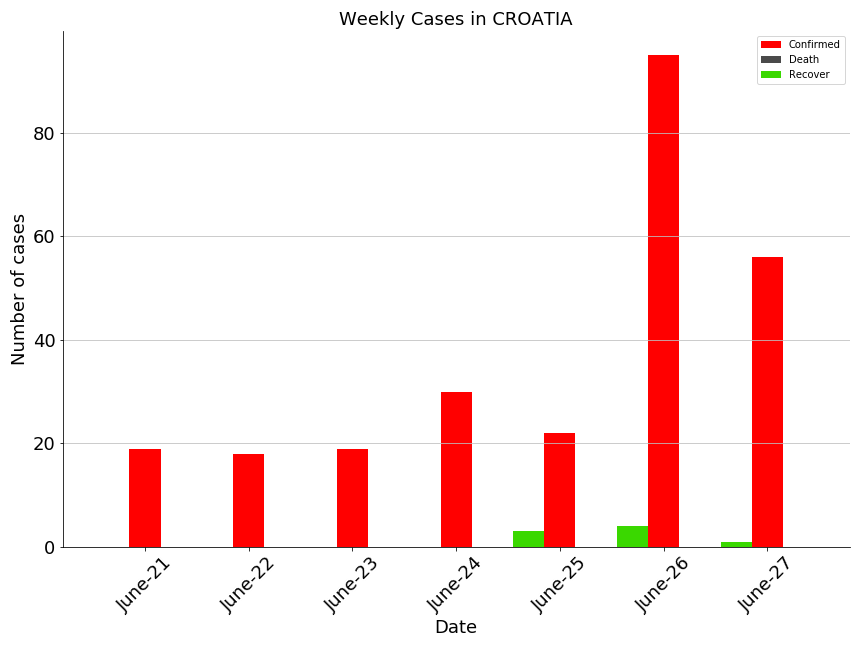 Weekly Cases in CROATIA
Confirmed
Death
Recover
Number of cases
80
60
40
20
0
June-21
June-22
June-23
June-24
June-25
June-26
June-27
Date